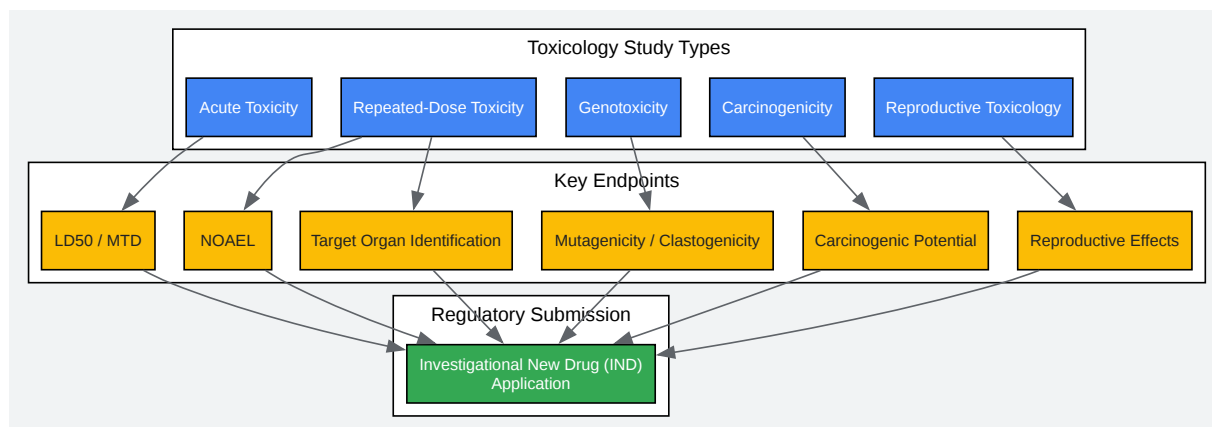 Toxicology Study Types
Acute Toxicity
Repeated-Dose Toxicity
Genotoxicity
Carcinogenicity
Reproductive Toxicology
Key Endpoints
LD50 / MTD
NOAEL
Target Organ Identification
Mutagenicity / Clastogenicity
Carcinogenic Potential
Reproductive Effects
Regulatory Submission
Investigational New Drug (IND)
Application